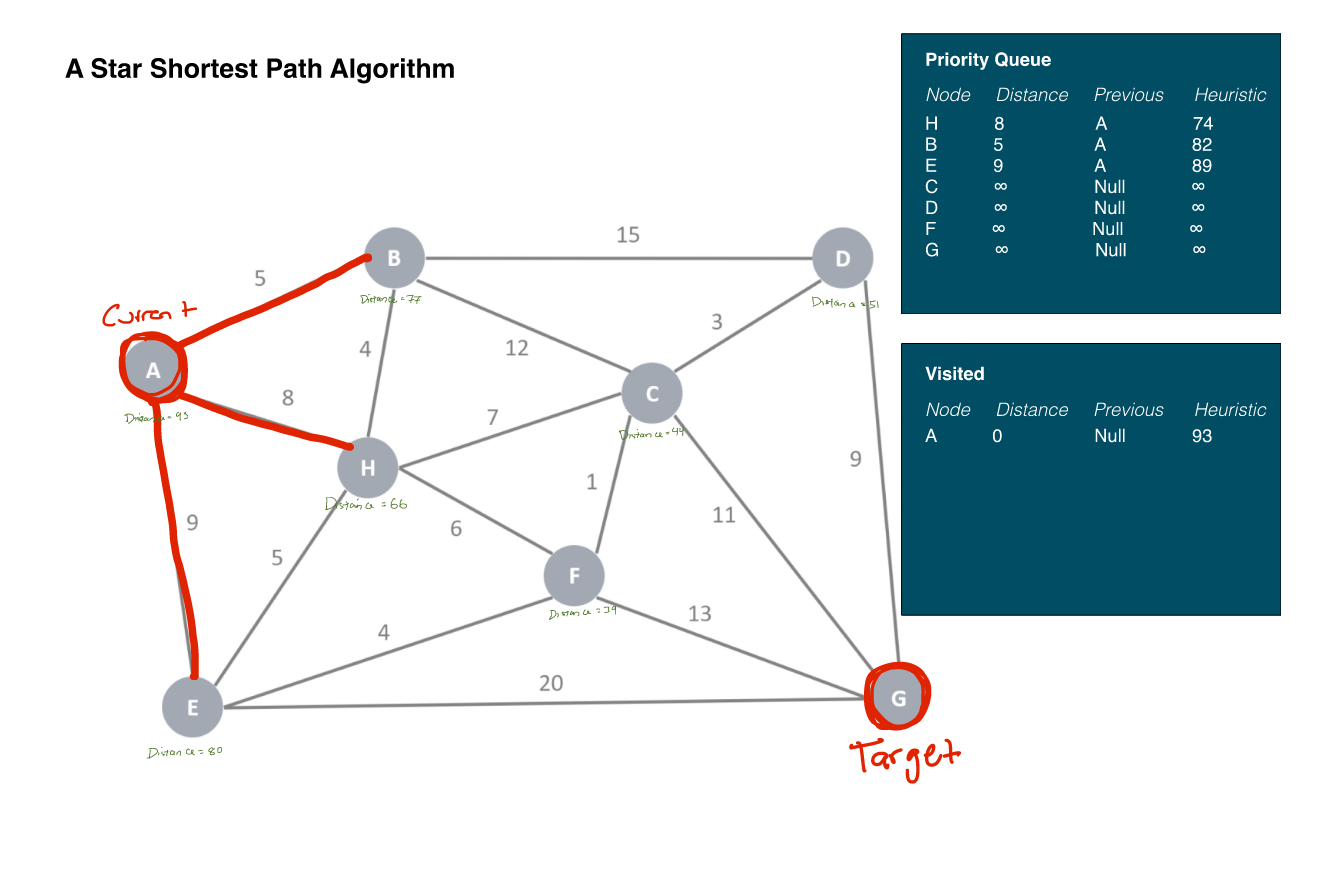 A Star Shortest Path Algorithm
Priority Queue
Node Distance Previous Heuristic
H 8 A 74
B 5 A 82
E 9 A 89
C ∞ Null ∞
D ∞ Null ∞
F ∞ Null ∞
G ∞ Null ∞
Visited
Node Distance Previous Heuristic
A 0 Null 93
15
B
D
5
Distance = 77
Distance = 51
Current
3
4
12
A
8
C
Distance = 93
7
Distance = 44
9
H
1
Distance = 66
11
9
6
5
F
Distance = 39
13
4
20
G
E
Distance = 80
Target